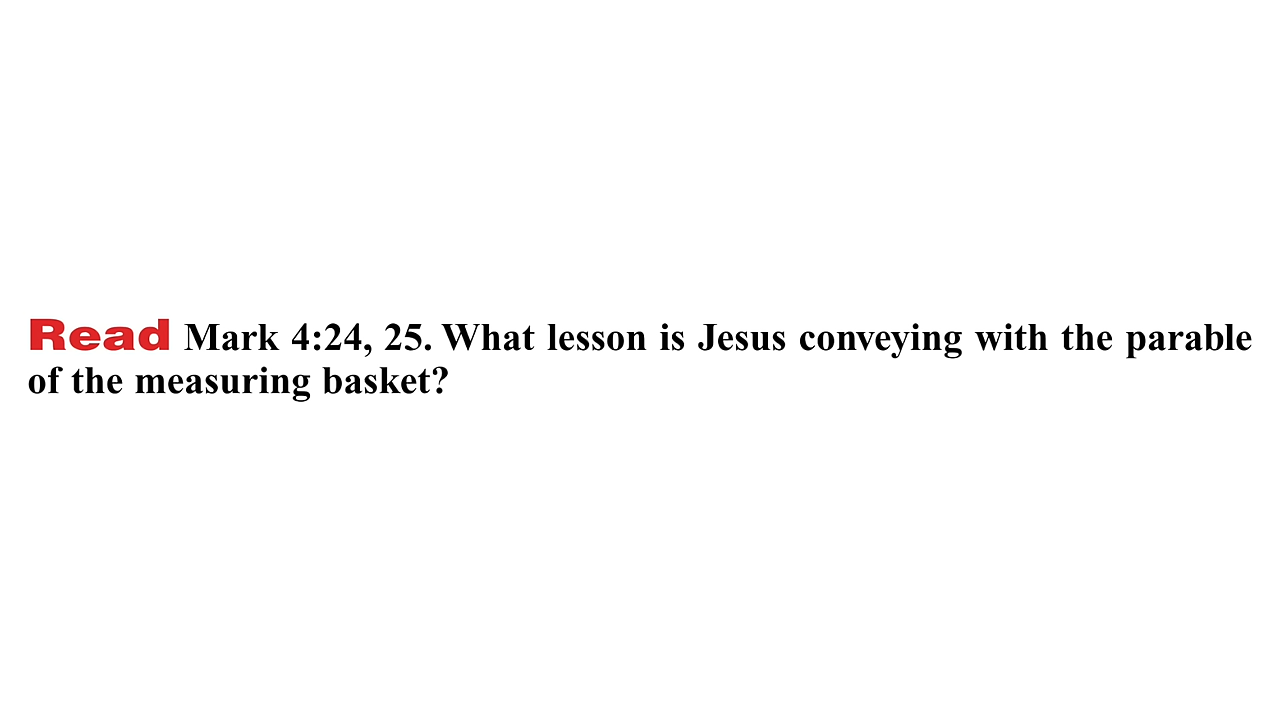 Read Mark 4:24, 25. What lesson is Jesus conveying with the parable
of the measuring basket?